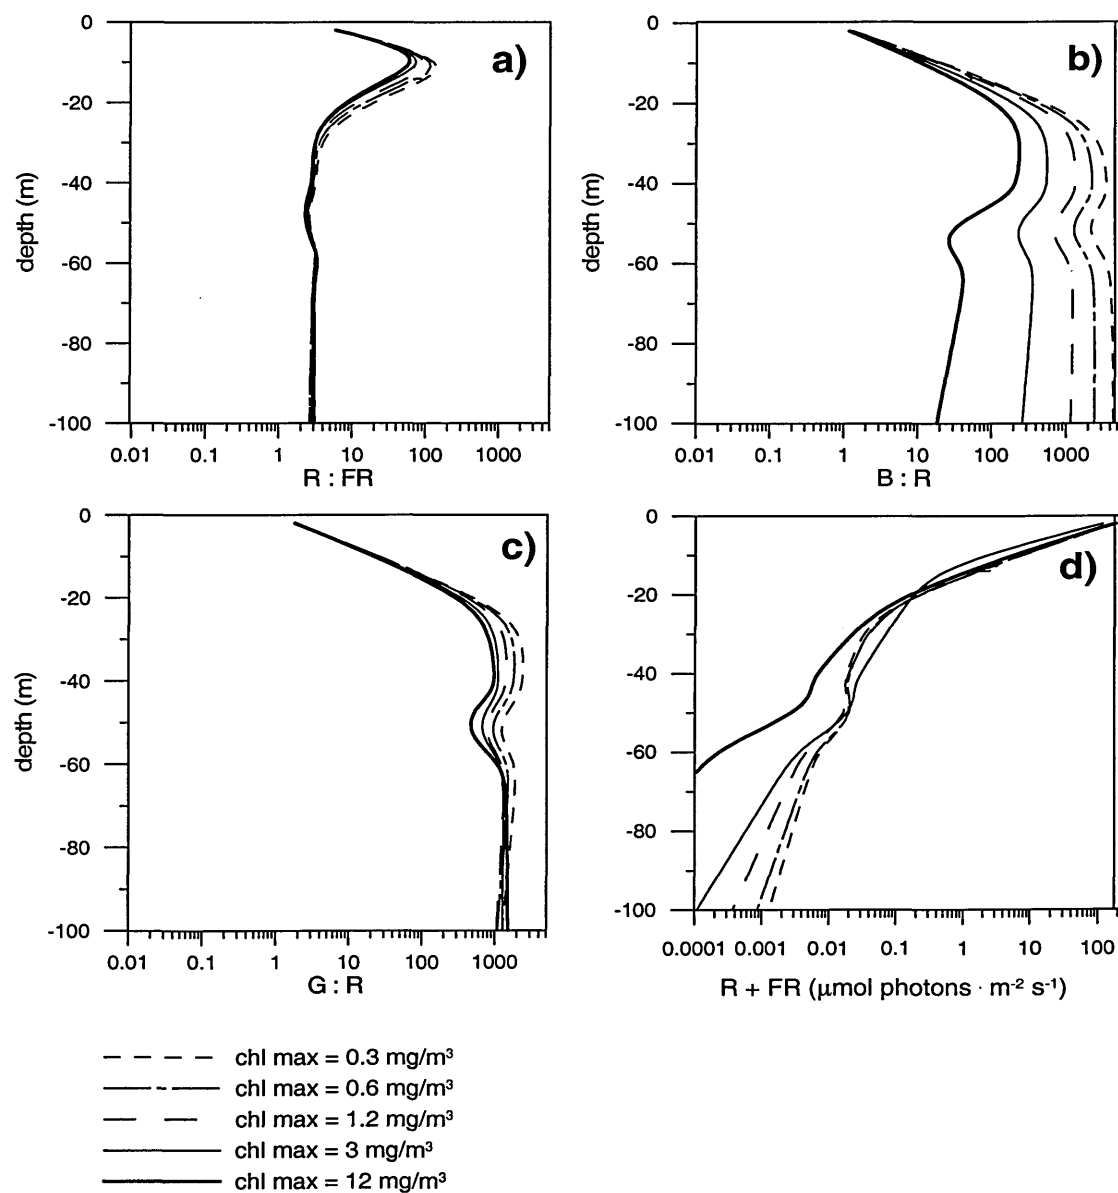 a)
0
-20
-40
-60
-80
-100
depth (m)
0.01 0.1 1 10 100 1000
R : FR
b)
0
-20
-40
-60
-80
-100
depth (m)
0.01 0.1 1 10 100 1000
B : R
c)
0
-20
-40
-60
-80
-100
depth (m)
0.01 0.1 1 10 100 1000
G : R
d)
0
-20
-40
-60
-80
-100
0.0001 0.001 0.01 0.1 1 10 100
R + FR (μmol photons · m⁻² s⁻¹)
chl max = 0.3 mg/m³
chl max = 0.6 mg/m³
chl max = 1.2 mg/m³
chl max = 3 mg/m³
chl max = 12 mg/m³